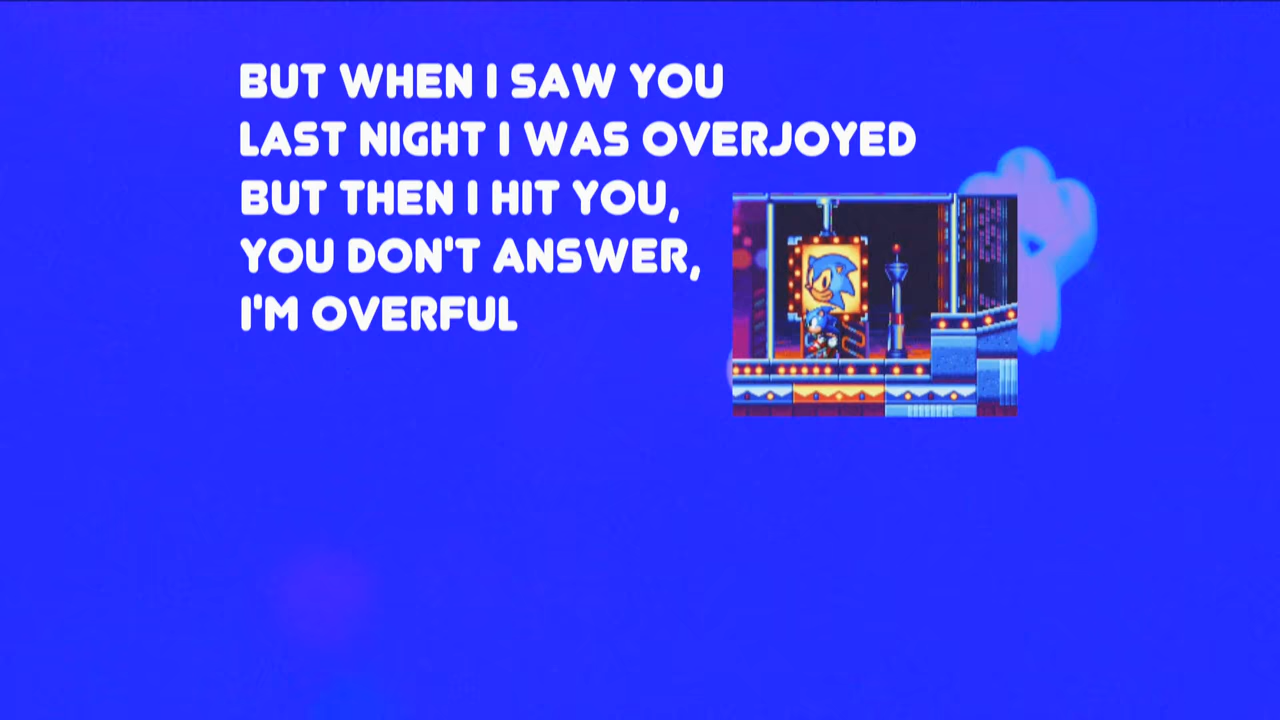 BUT WHEN I SAW YOU
LAST NIGHT I WAS OVERJOYED
BUT THEN I HIT YOU,
YOU DON'T ANSWER,
I'M OVERFUL